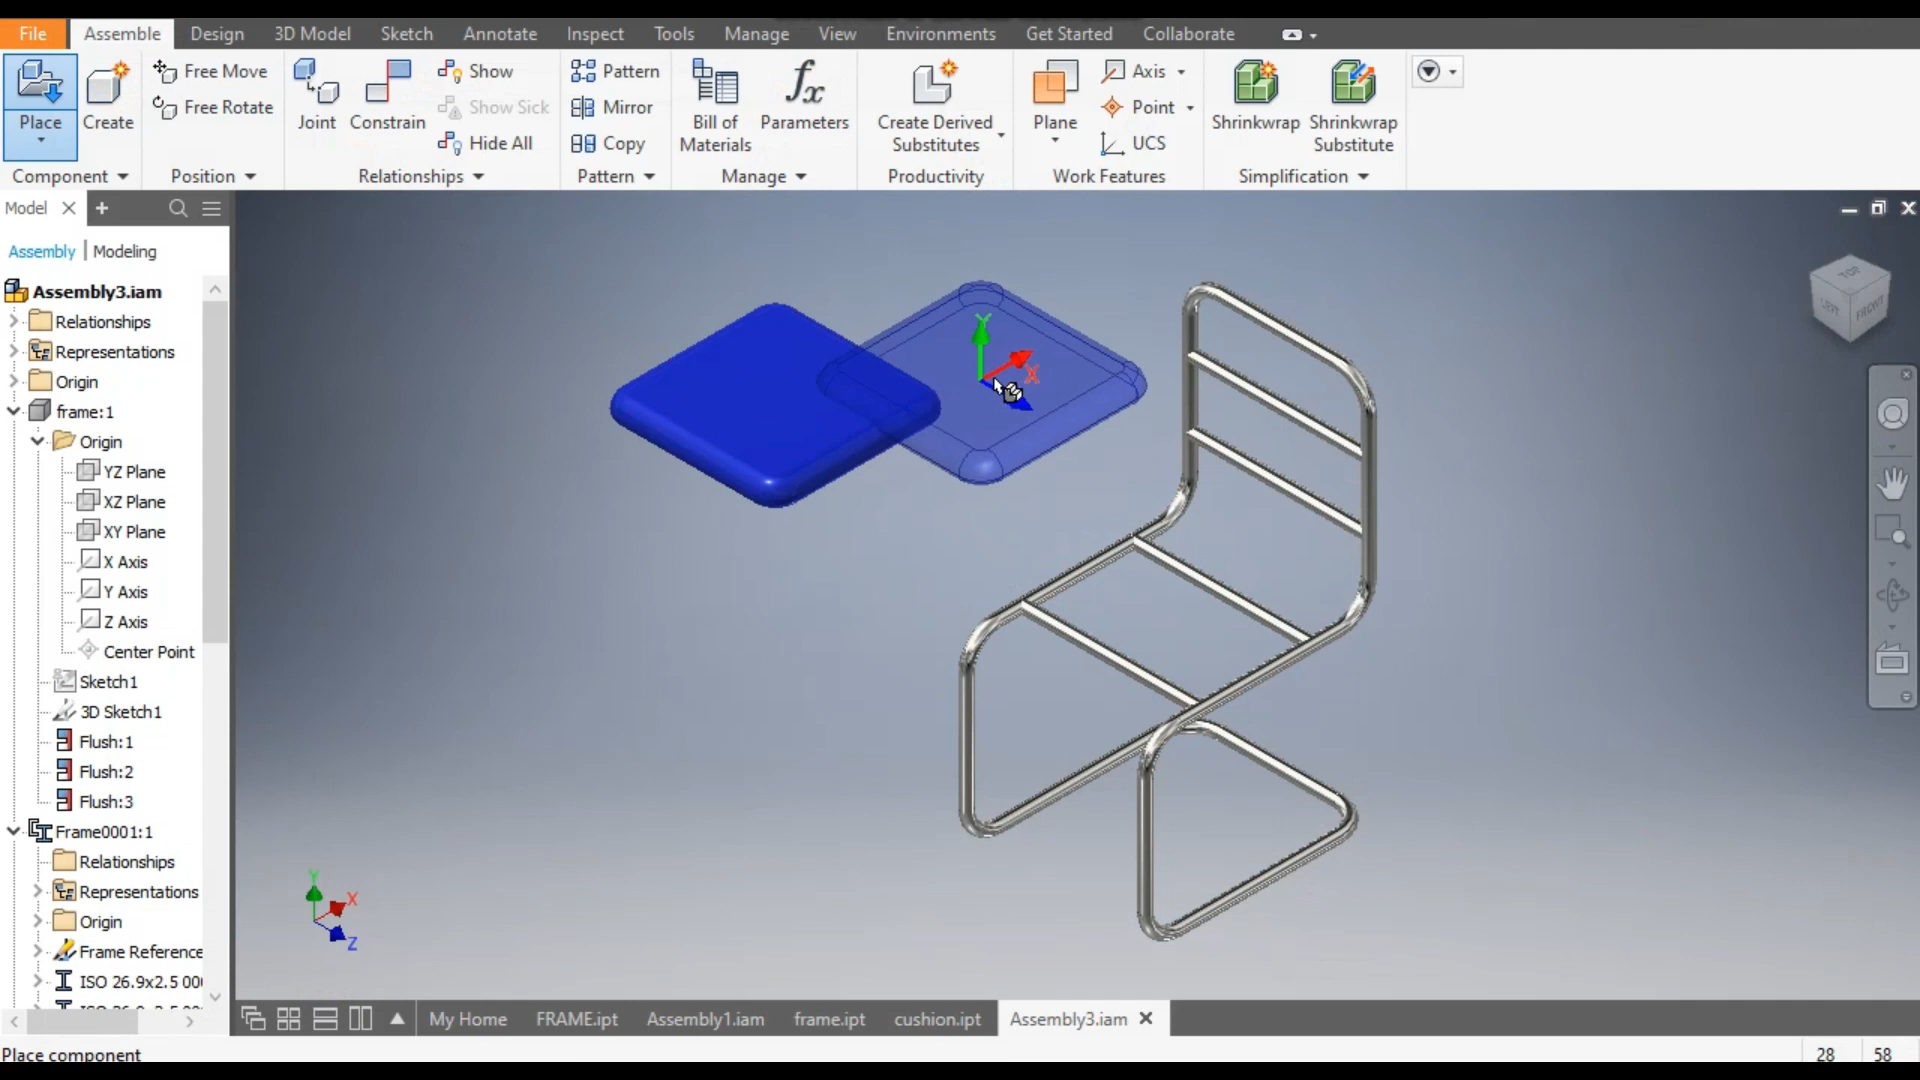 File Assemble Design 3D Model Sketch Annotate Inspect Tools Manage View Environments Get Started Collaborate
Place
Create
Free Move
Free Rotate
Joint
Constrain
Show
Show Sick
Hide All
Pattern
Mirror
Copy
Bill of
Materials
fx
Parameters
Create Derived
Substitutes
Plane
Axis
Point
UCS
Shrinkwrap
Shrinkwrap
Substitute
Component Position Relationships Pattern Manage Productivity Work Features Simplification
Model
Assembly | Modeling
Assembly3.iam
Relationships
Representations
Origin
frame:1
Origin
YZ Plane
XZ Plane
XY Plane
X Axis
Y Axis
Z Axis
Center Point
Sketch1
3D Sketch1
Flush:1
Flush:2
Flush:3
Frame0001:1
Relationships
Representations
Origin
Frame Reference
ISO 26.9x2.5 00
Y
X
TOP
LEFT
FRONT
Y
X
Z
My Home FRAME.ipt Assembly1.iam frame.ipt cushion.ipt Assembly3.iam
Place component
28 58